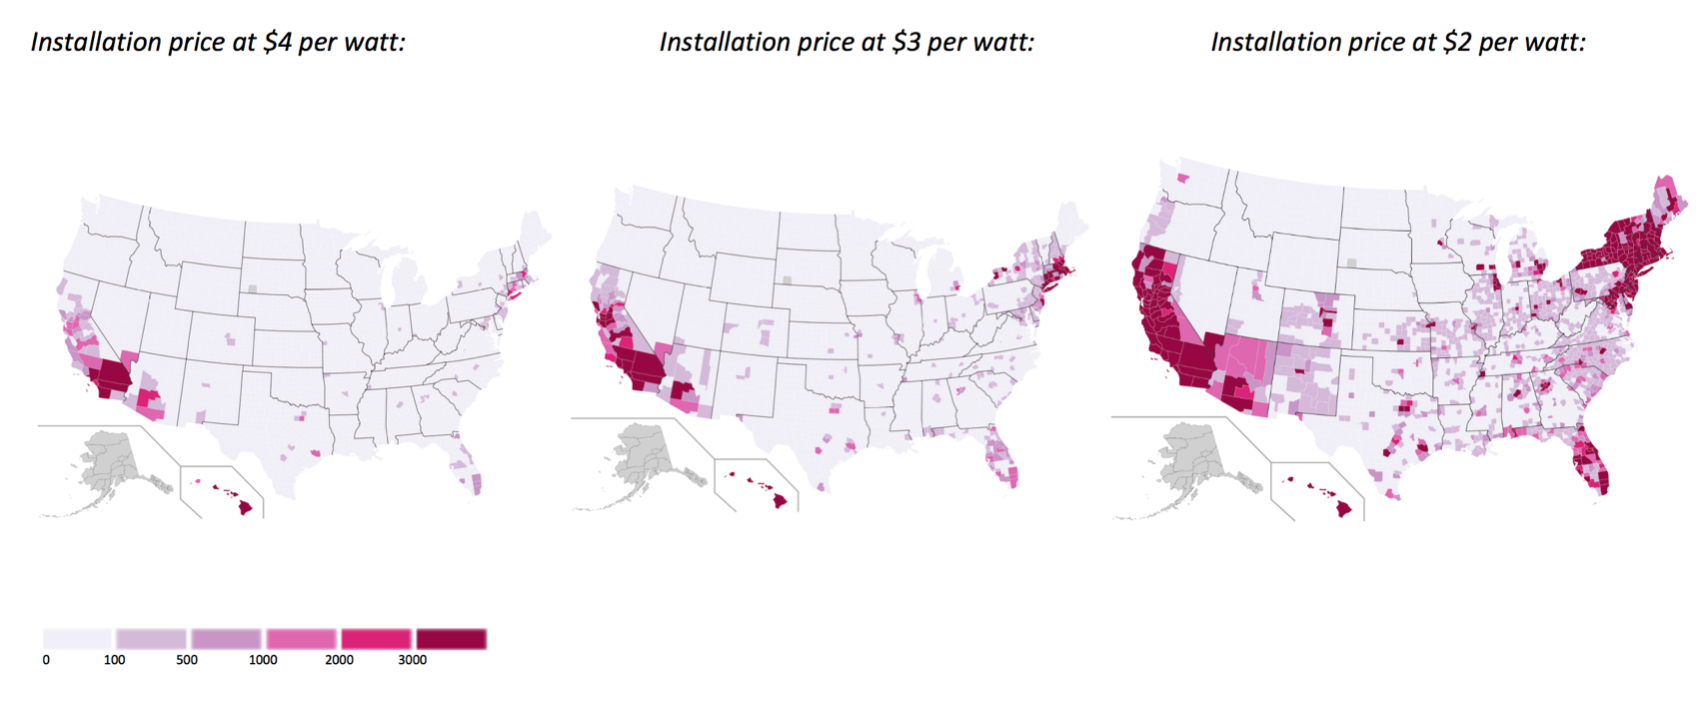 Installation price at $4 per watt:
Installation price at $3 per watt:
Installation price at $2 per watt:
0 100 500 1000 2000 3000